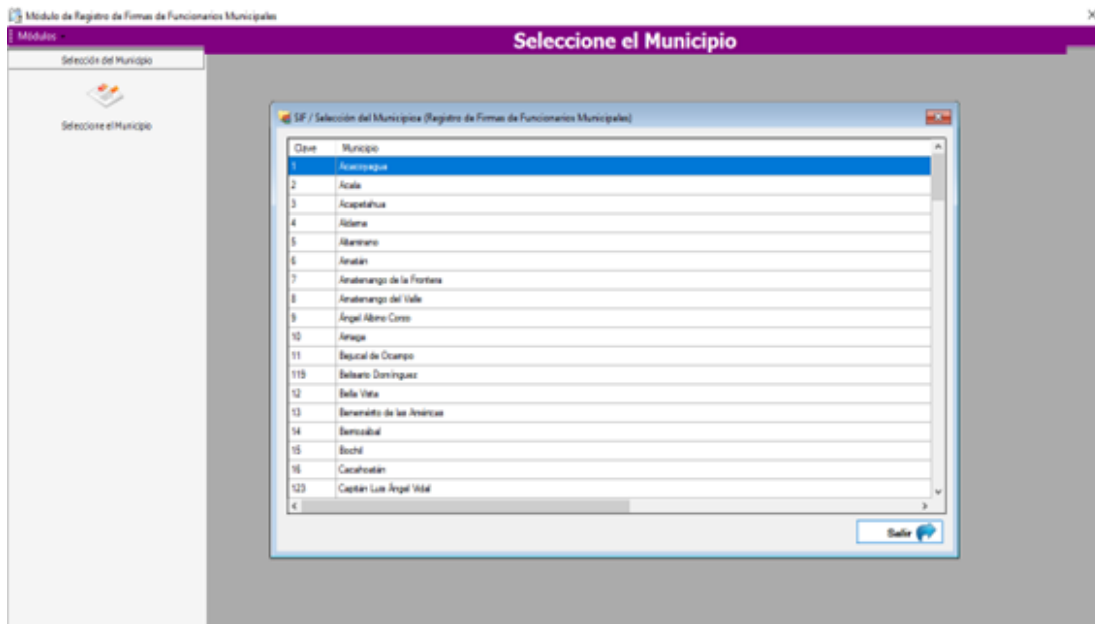 Módulo de Registro de Firmas de Funcionarios Municipales
Módulos
Seleccione el Municipio
Selección del Municipio
Seleccione el Municipio
SIF / Selección del Municipios (Registro de Firmas de Funcionarios Municipales)
Clave Municipio
1 Acacoyagua
2 Acala
3 Acapetahua
4 Aldama
5 Altamirano
6 Amatán
7 Amatenango de la Frontera
8 Amatenango del Valle
9 Ángel Albino Corzo
10 Arriaga
11 Bejucal de Ocampo
119 Belisario Domínguez
12 Bella Vista
13 Benemérito de las Américas
14 Berriozábal
15 Bochil
16 Cacahoatán
123 Capitán Luis Ángel Vidal
Salir